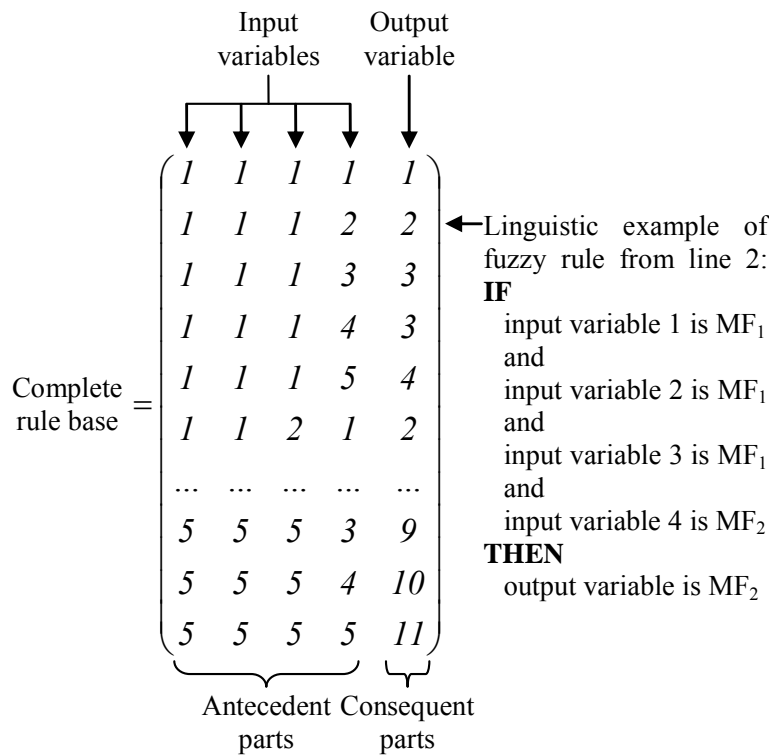 Input variables
Output variable
Complete rule base =
1 1 1 1 1
1 1 1 2 2
1 1 1 3 3
1 1 1 4 3
1 1 1 5 4
1 1 2 1 2
... ... ... ... ...
5 5 5 3 9
5 5 5 4 10
5 5 5 5 11
Linguistic example of
fuzzy rule from line 2:
IF
input variable 1 is MF₁
and
input variable 2 is MF₁
and
input variable 3 is MF₁
and
input variable 4 is MF₂
THEN
output variable is MF₂
Antecedent parts
Consequent parts